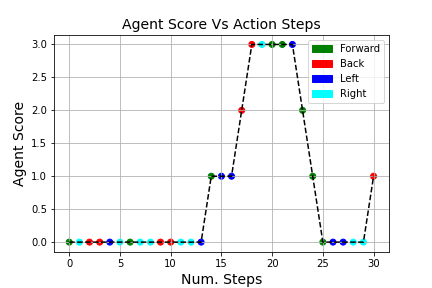 Agent Score Vs Action Steps
Agent Score
3.0
2.5
2.0
1.5
1.0
0.5
0.0
Forward
Back
Left
Right
0 5 10 15 20 25 30
Num. Steps